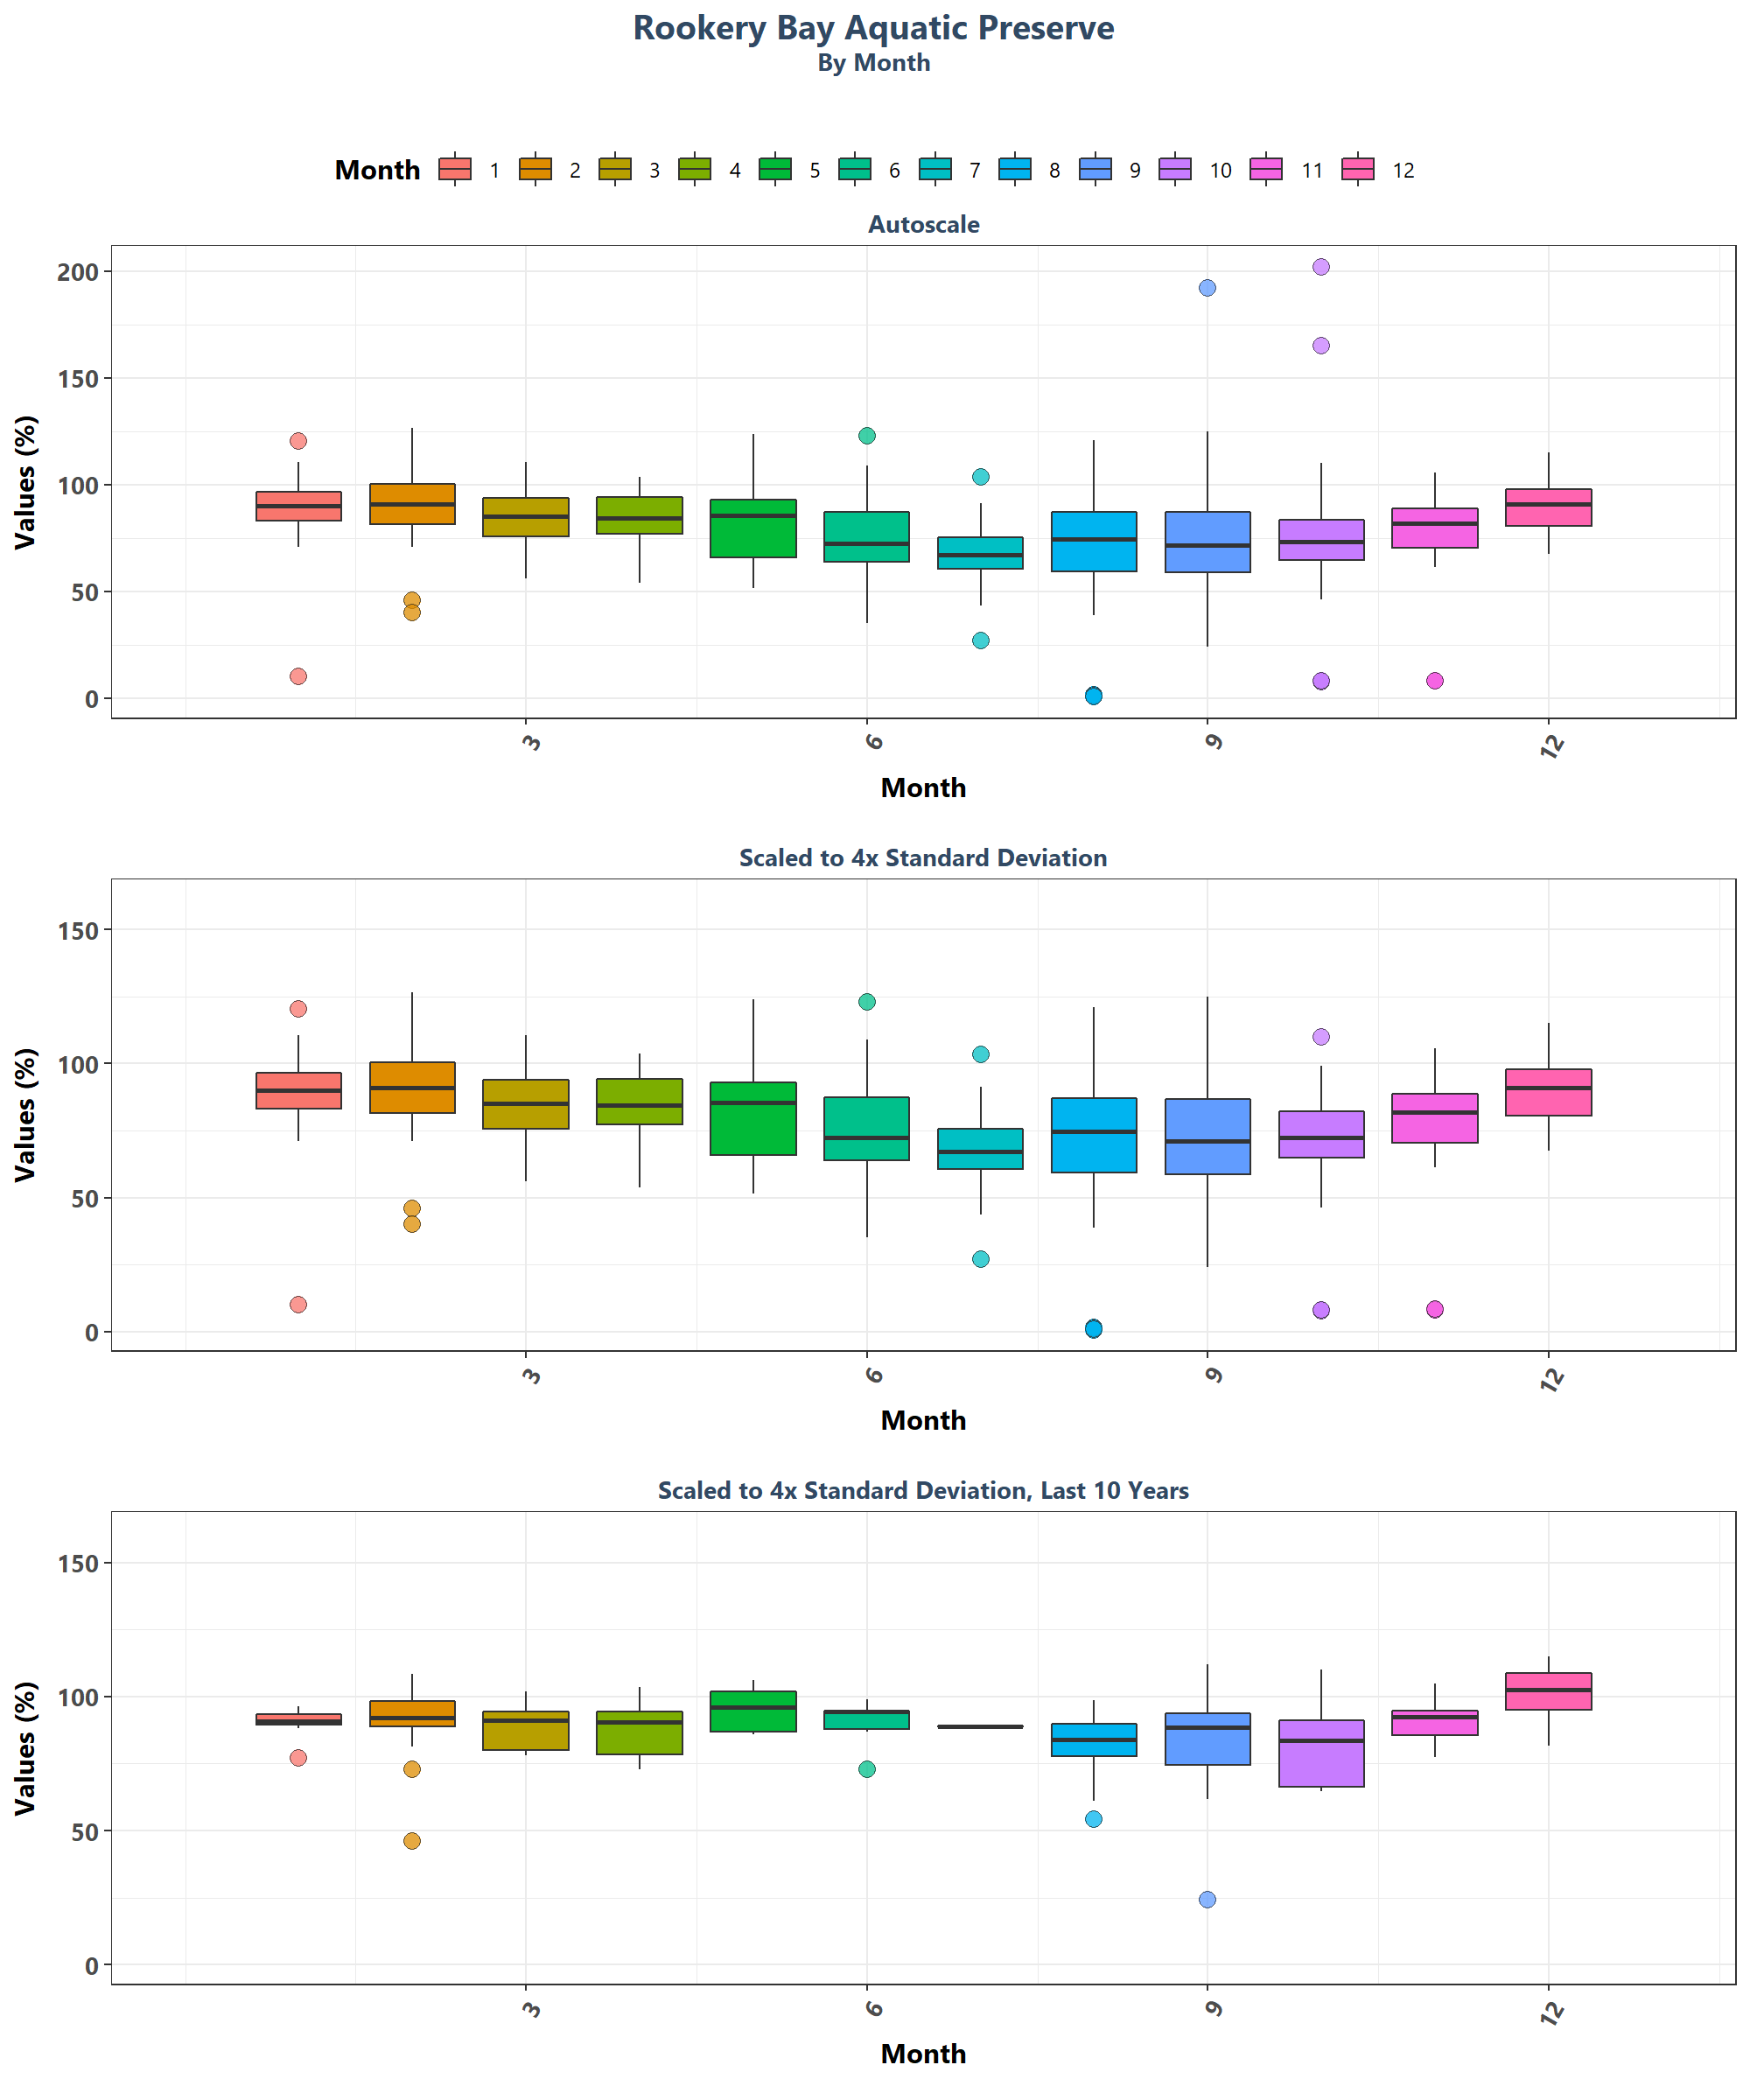 Rookery Bay Aquatic Preserve
By Month
Month 1 2 3 4 5 6 7 8 9 10 11 12
Autoscale
Values (%)
200
150
100
50
0
3 6 9 12
Month
Scaled to 4x Standard Deviation
Values (%)
150
100
50
0
3 6 9 12
Month
Scaled to 4x Standard Deviation, Last 10 Years
Values (%)
150
100
50
0
3 6 9 12
Month